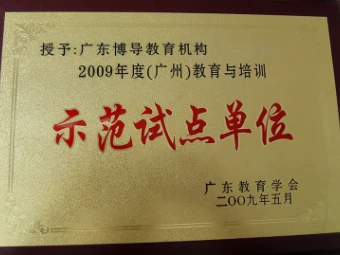 授予:广东博导教育机构
2009年度(广州)教育与培训
示范试点单位
广东教育学会
二〇〇九年五月